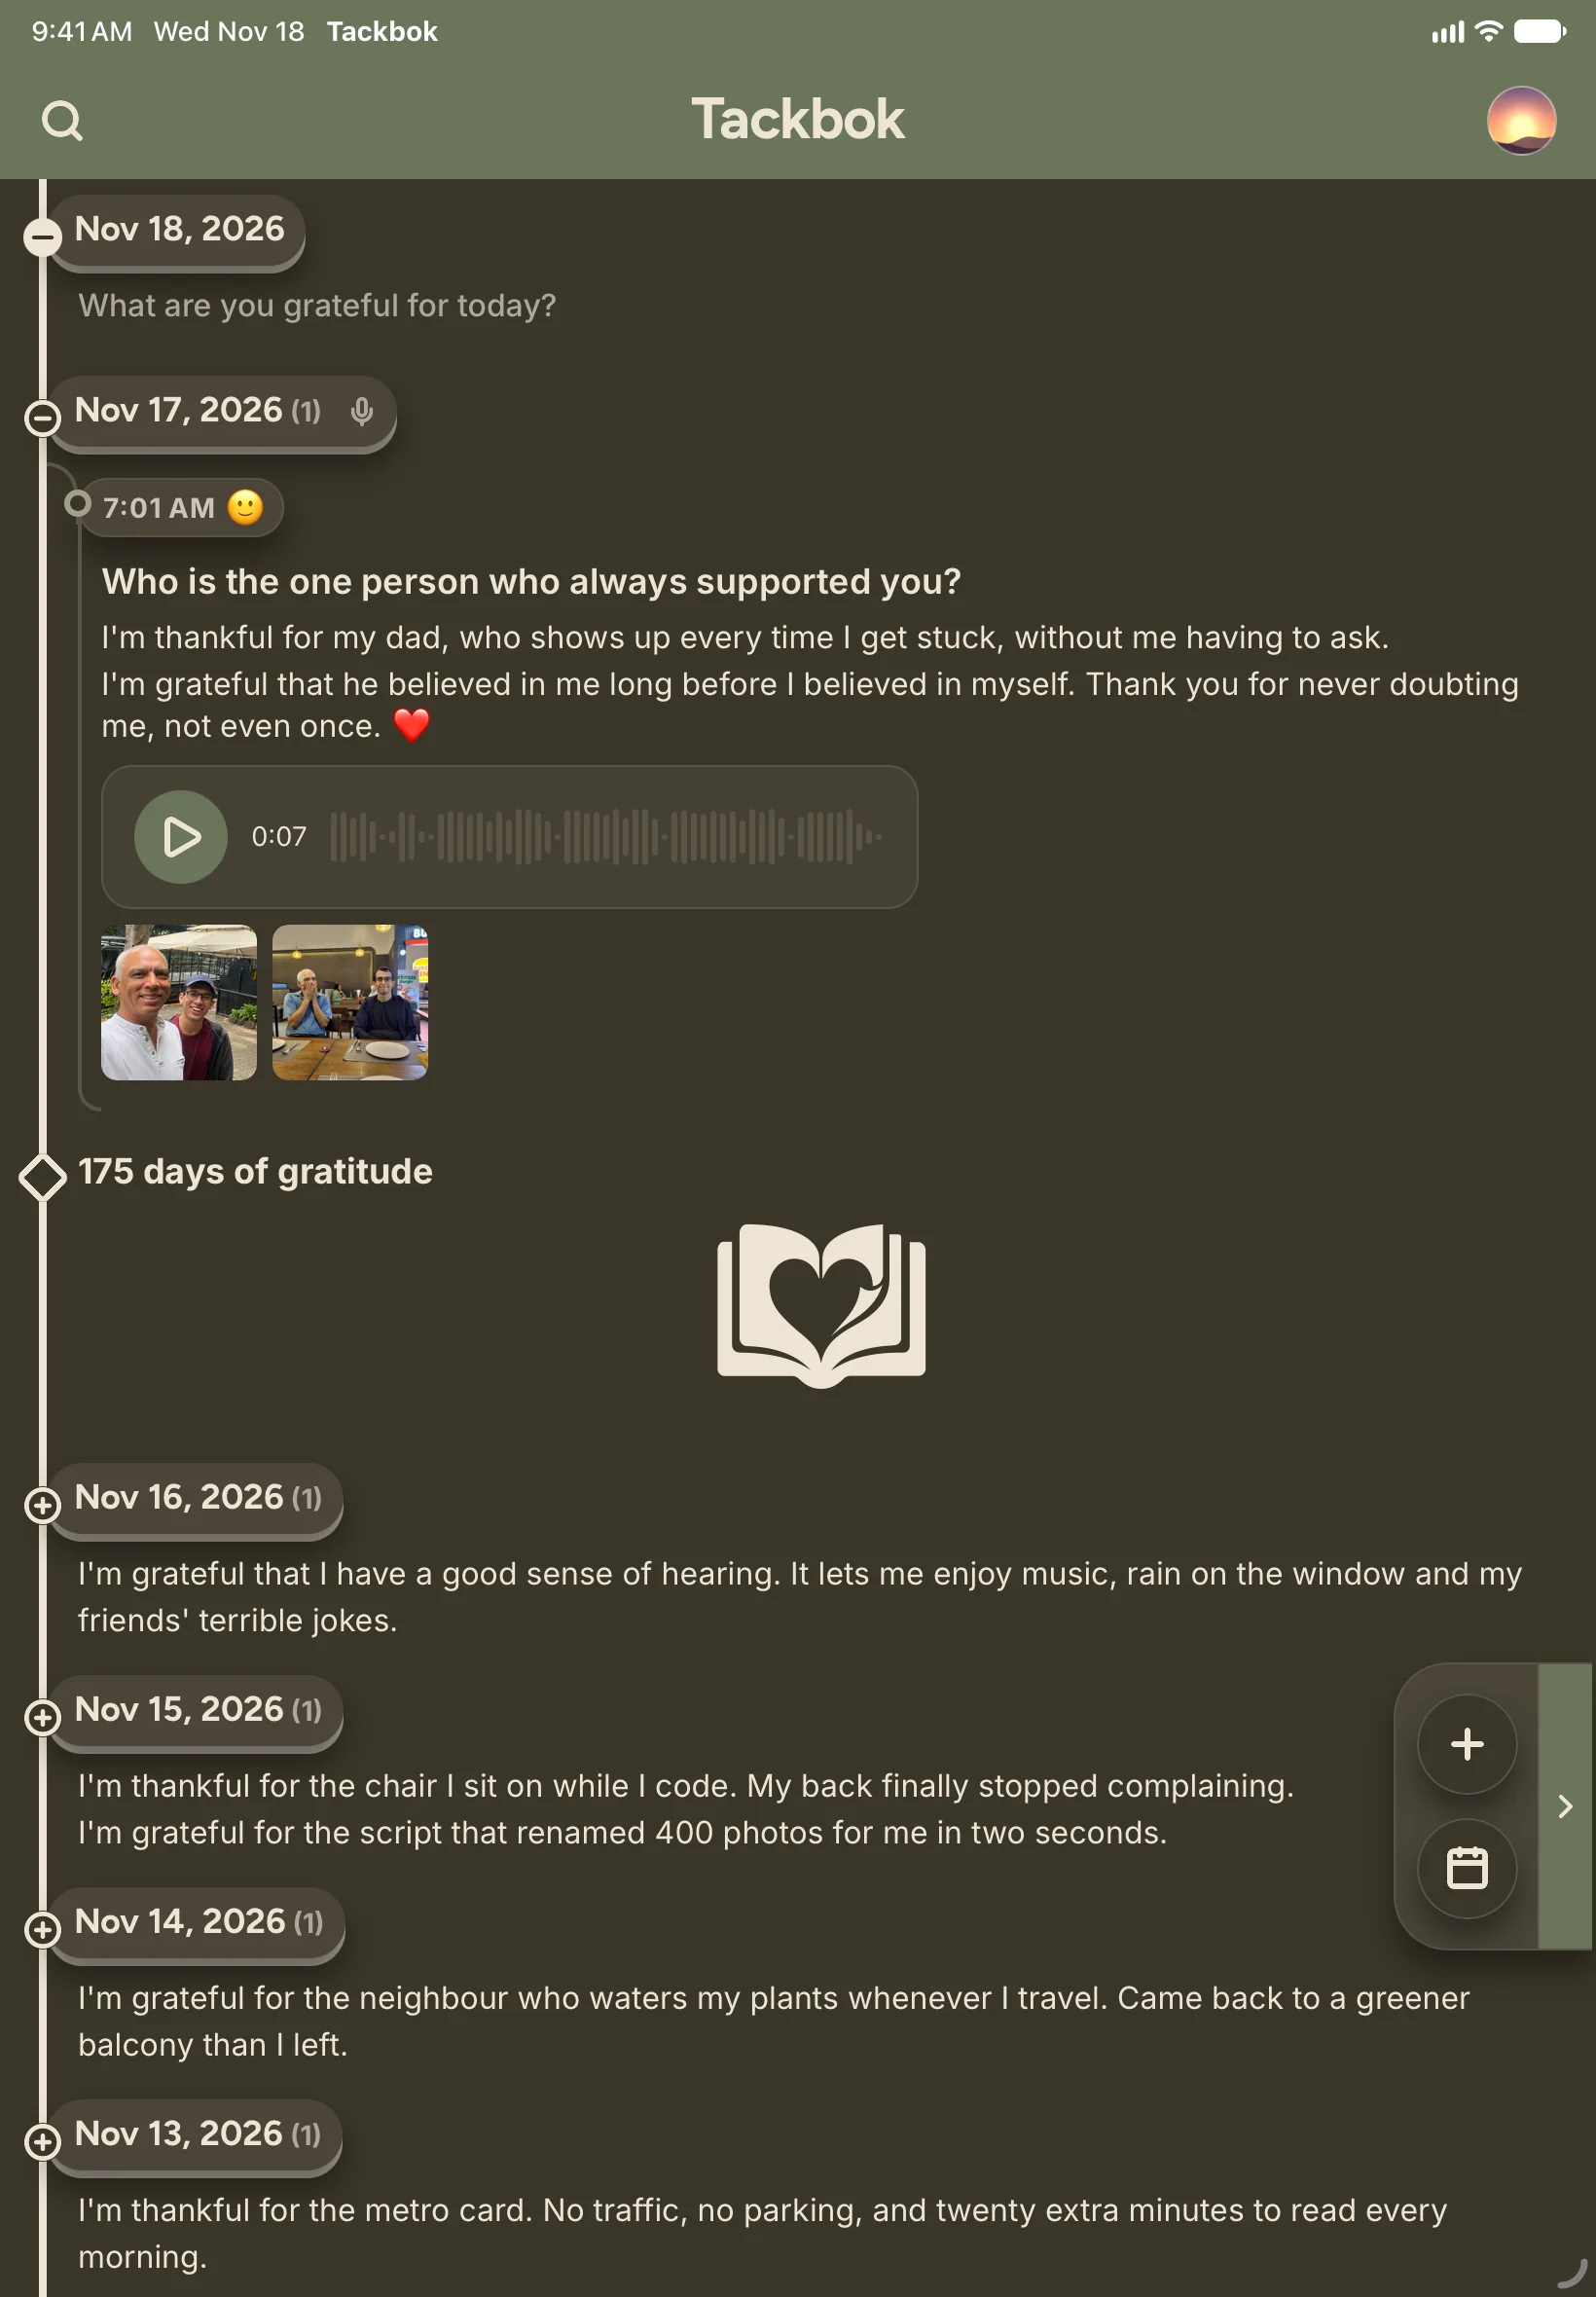 9:41 AM Wed Nov 18 Tackbok
Tackbok
Nov 18, 2026
What are you grateful for today?
Nov 17, 2026 (1)
7:01 AM
Who is the one person who always supported you?
I'm thankful for my dad, who shows up every time I get stuck, without me having to ask.
I'm grateful that he believed in me long before I believed in myself. Thank you for never doubting
me, not even once. ❤️
0:07
175 days of gratitude
Nov 16, 2026 (1)
I'm grateful that I have a good sense of hearing. It lets me enjoy music, rain on the window and my
friends' terrible jokes.
Nov 15, 2026 (1)
I'm thankful for the chair I sit on while I code. My back finally stopped complaining.
I'm grateful for the script that renamed 400 photos for me in two seconds.
Nov 14, 2026 (1)
I'm grateful for the neighbour who waters my plants whenever I travel. Came back to a greener
balcony than I left.
Nov 13, 2026 (1)
I'm thankful for the metro card. No traffic, no parking, and twenty extra minutes to read every
morning.